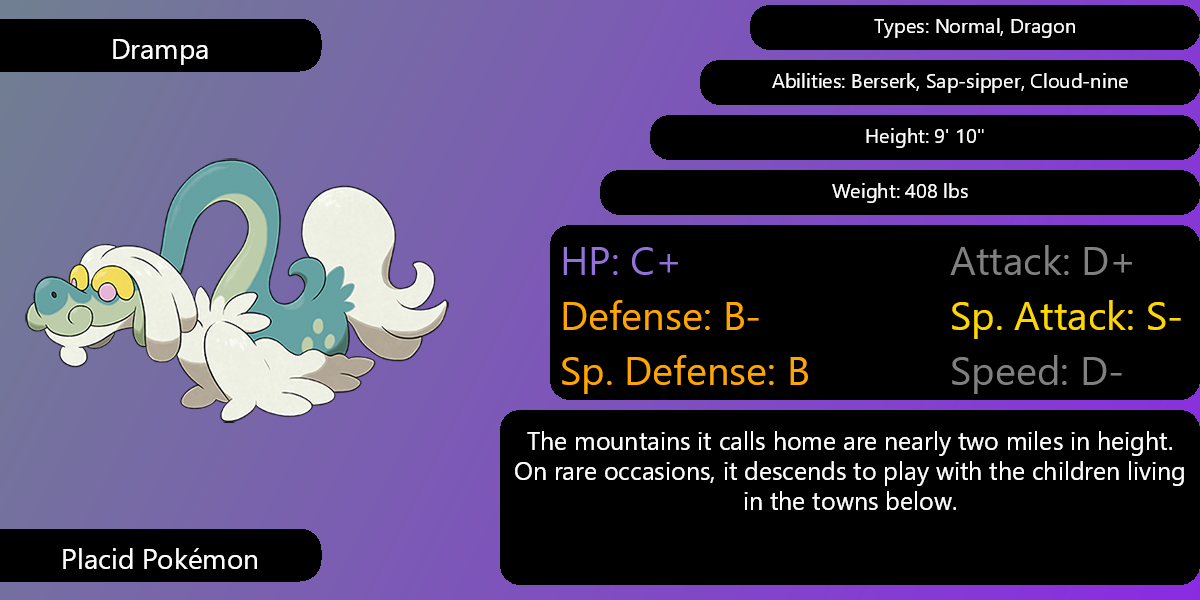 Drampa
Types: Normal, Dragon
Abilities: Berserk, Sap-sipper, Cloud-nine
Height: 9' 10"
Weight: 408 lbs
HP: C+
Attack: D+
Defense: B-
Sp. Attack: S-
Sp. Defense: B
Speed: D-
The mountains it calls home are nearly two miles in height.
On rare occasions, it descends to play with the children living
in the towns below.
Placid Pokémon